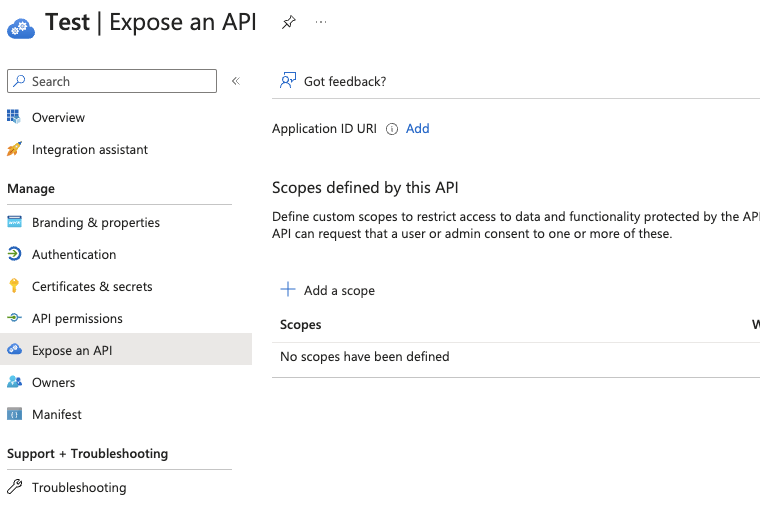 Test | Expose an API
Search
Overview
Integration assistant
Manage
Branding & properties
Authentication
Certificates & secrets
API permissions
Expose an API
Owners
Manifest
Support + Troubleshooting
Troubleshooting
Got feedback?
Application ID URI Add
Scopes defined by this API
Define custom scopes to restrict access to data and functionality protected by the API
API can request that a user or admin consent to one or more of these.
Add a scope
Scopes W
No scopes have been defined